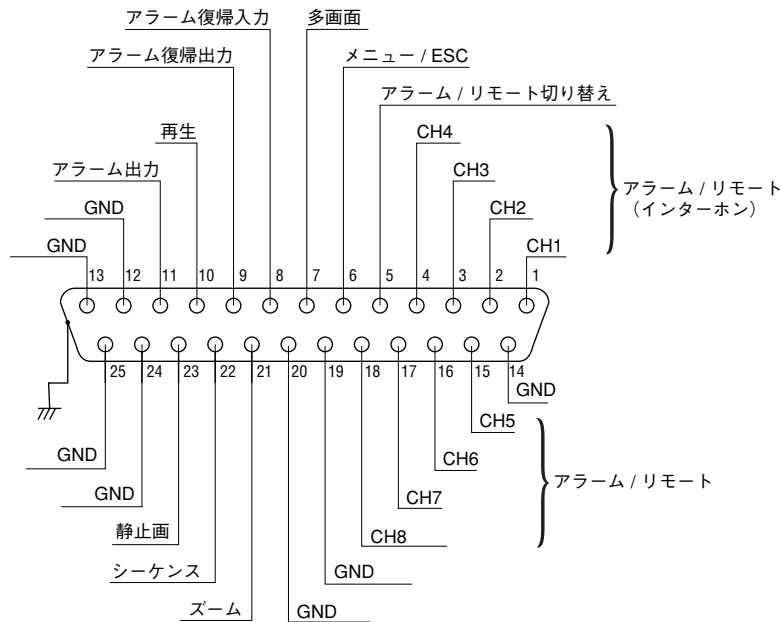 アラーム復帰入力
多画面
アラーム復帰出力
メニュー / ESC
アラーム / リモート切り替え
再生
CH4
アラーム出力
CH3
アラーム / リモート
（インターホン）
GND
CH2
GND
CH1
13 12 11 10 9 8 7 6 5 4 3 2 1
25 24 23 22 21 20 19 18 17 16 15 14
GND
CH5
GND
CH6
アラーム / リモート
GND
CH7
静止画
CH8
シーケンス
GND
ズーム
GND